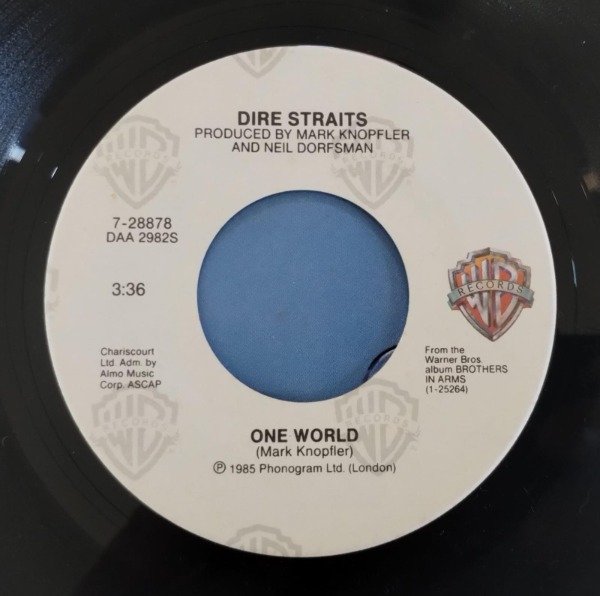 DIRE STRAITS
PRODUCED BY MARK KNOPFLER
AND NEIL DORFSMAN
7-28878
DAA 2982S
3:36
RECORDS
Chariscourt
Ltd. Adm. by
Almo Music
Corp. ASCAP
From the
Warner Bros.
album BROTHERS
IN ARMS
(1-25264)
ONE WORLD
(Mark Knopfler)
℗ 1985 Phonogram Ltd. (London)